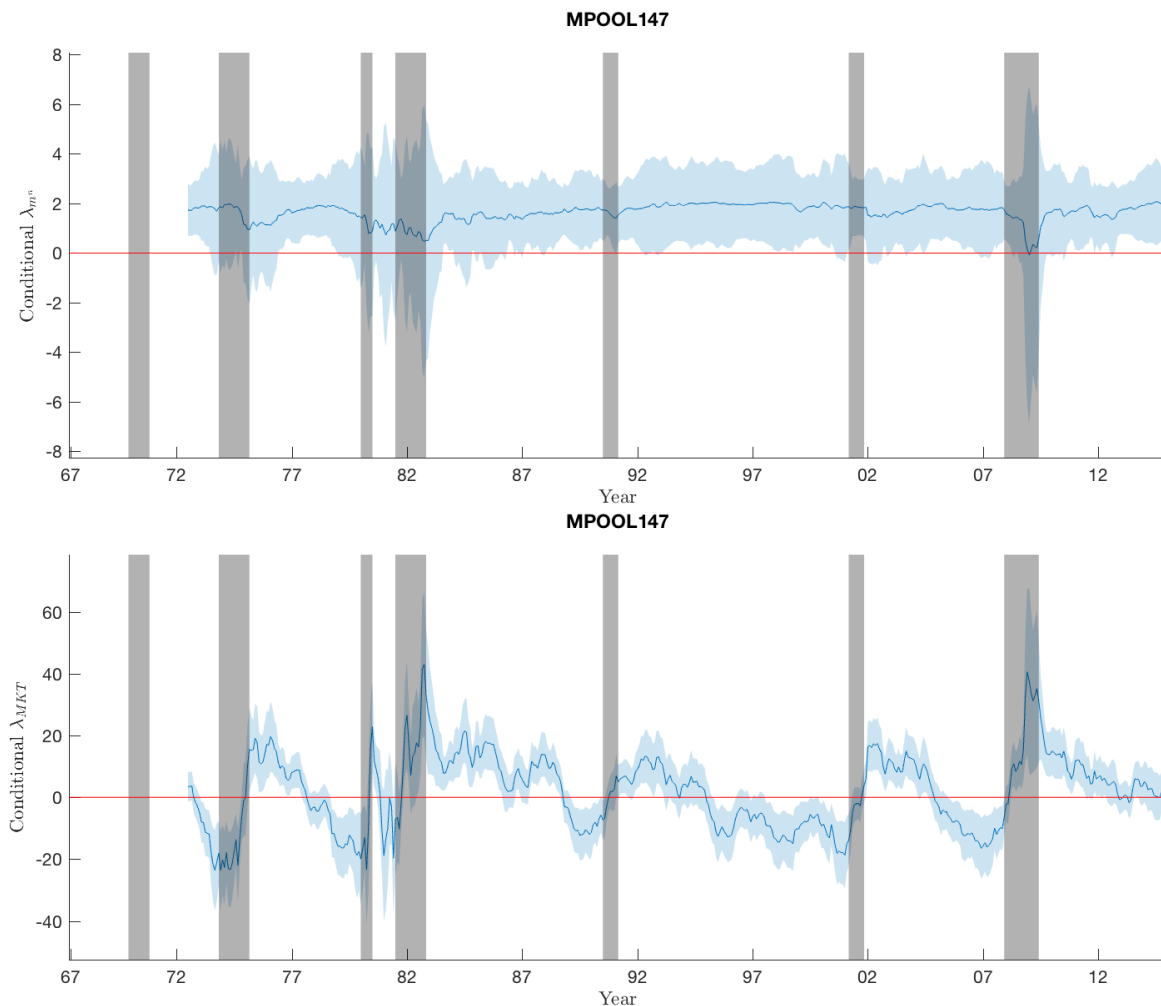 MPOOL147
8
6
4
2
0
-2
-4
-6
-8
Conditional λ_{m^n}
67 72 77 82 87 92 97 02 07 12
Year
MPOOL147
60
40
20
0
-20
-40
Conditional λ_{MKT}
67 72 77 82 87 92 97 02 07 12
Year